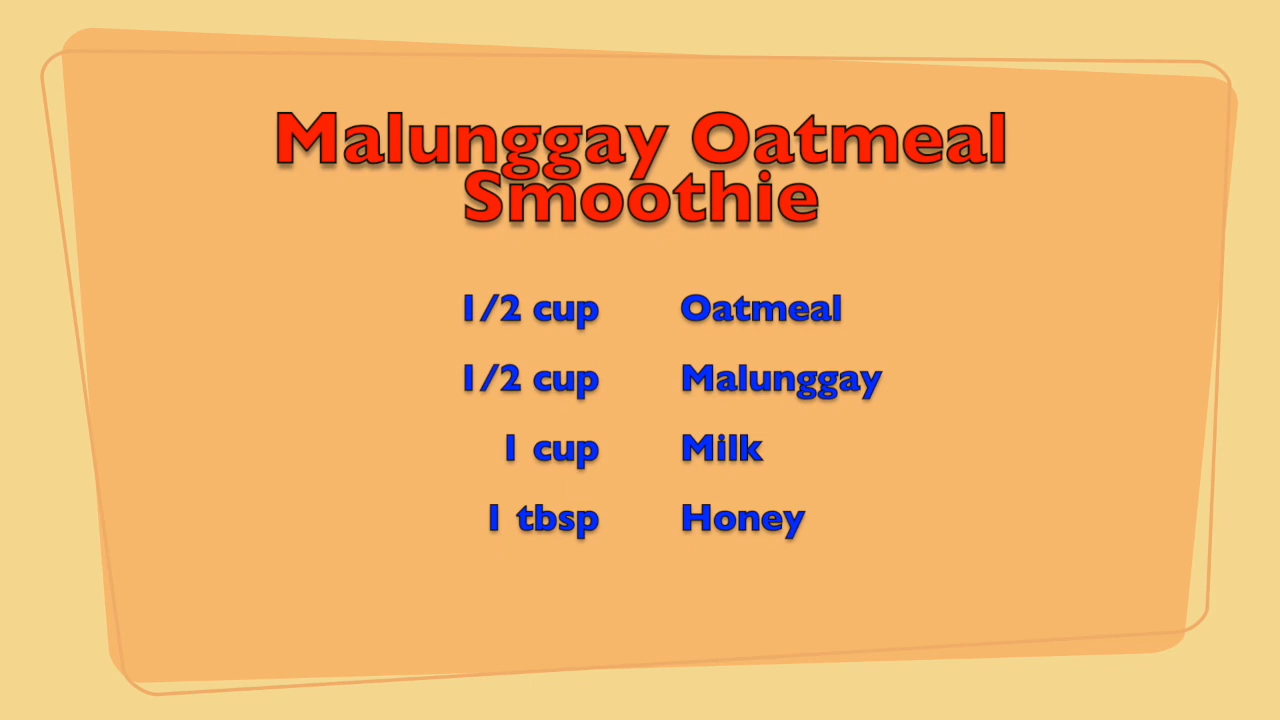 Malunggay Oatmeal
Smoothie
1/2 cup Oatmeal
1/2 cup Malunggay
1 cup Milk
1 tbsp Honey